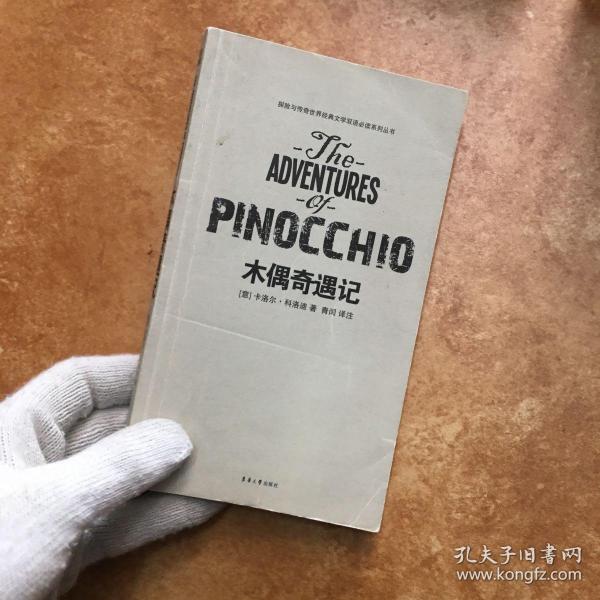 探险与传奇世界经典文学双语必读系列丛书
The
ADVENTURES
of
PINOCCHIO
木偶奇遇记
[意] 卡洛尔·科洛迪 著 青闰 译注
东华大学出版社
孔夫子旧书网
www.kongfz.com